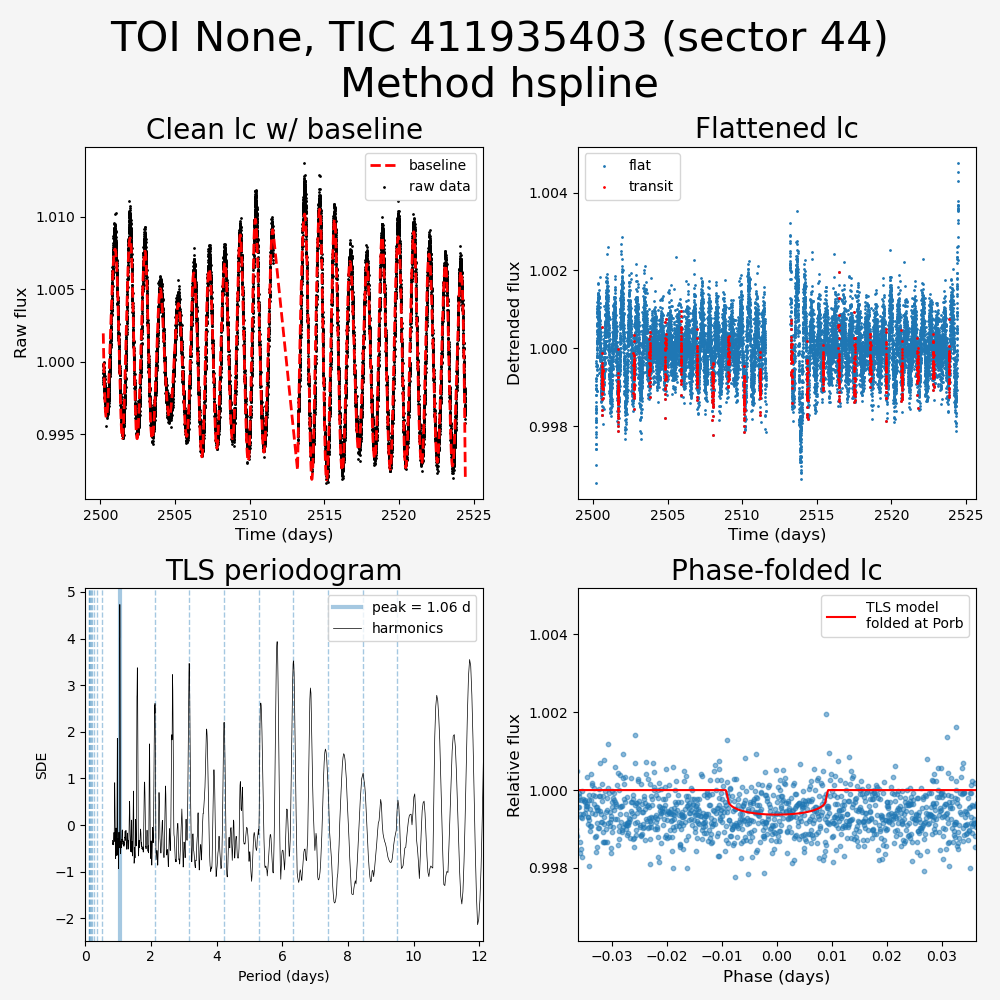 TOI None, TIC 411935403 (sector 44)
Method hspline
Clean lc w/ baseline
baseline
raw data
1.010
1.005
1.000
0.995
Raw flux
2500 2505 2510 2515 2520 2525
Time (days)
Flattened lc
flat
transit
1.004
1.002
1.000
0.998
Detrended flux
2500 2505 2510 2515 2520 2525
Time (days)
TLS periodogram
peak = 1.06 d
harmonics
5
4
3
2
1
0
−1
−2
SDE
0 2 4 6 8 10 12
Period (days)
Phase-folded lc
TLS model
folded at Porb
1.004
1.002
1.000
0.998
Relative flux
−0.03 −0.02 −0.01 0.00 0.01 0.02 0.03
Phase (days)